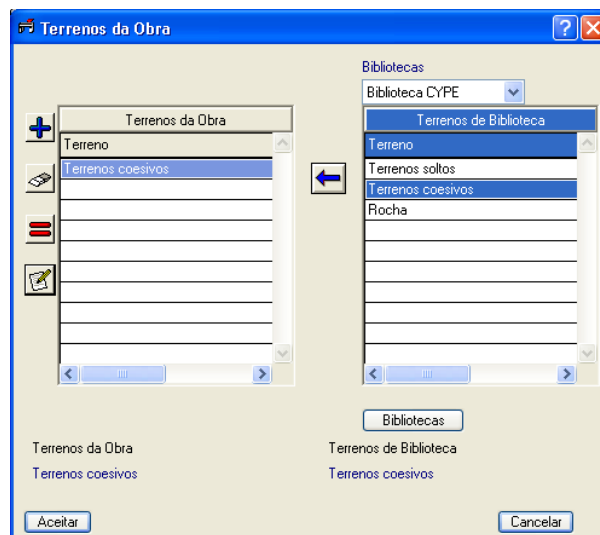 Terrenos da Obra
Bibliotecas
Biblioteca CYPE
Terrenos da Obra
Terreno
Terrenos coesivos
Terrenos de Biblioteca
Terreno
Terrenos soltos
Terrenos coesivos
Rocha
Bibliotecas
Terrenos da Obra
Terrenos de Biblioteca
Terrenos coesivos
Terrenos coesivos
Aceitar
Cancelar